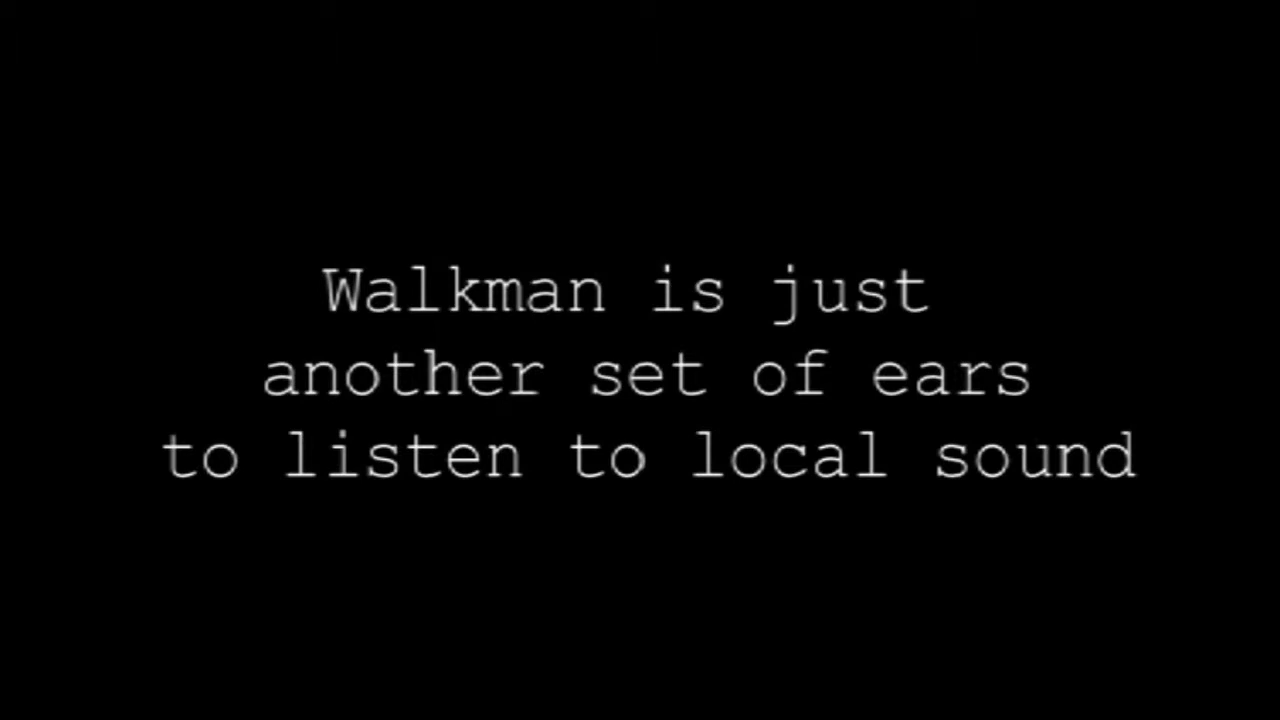 Walkman is just
another set of ears
to listen to local sound